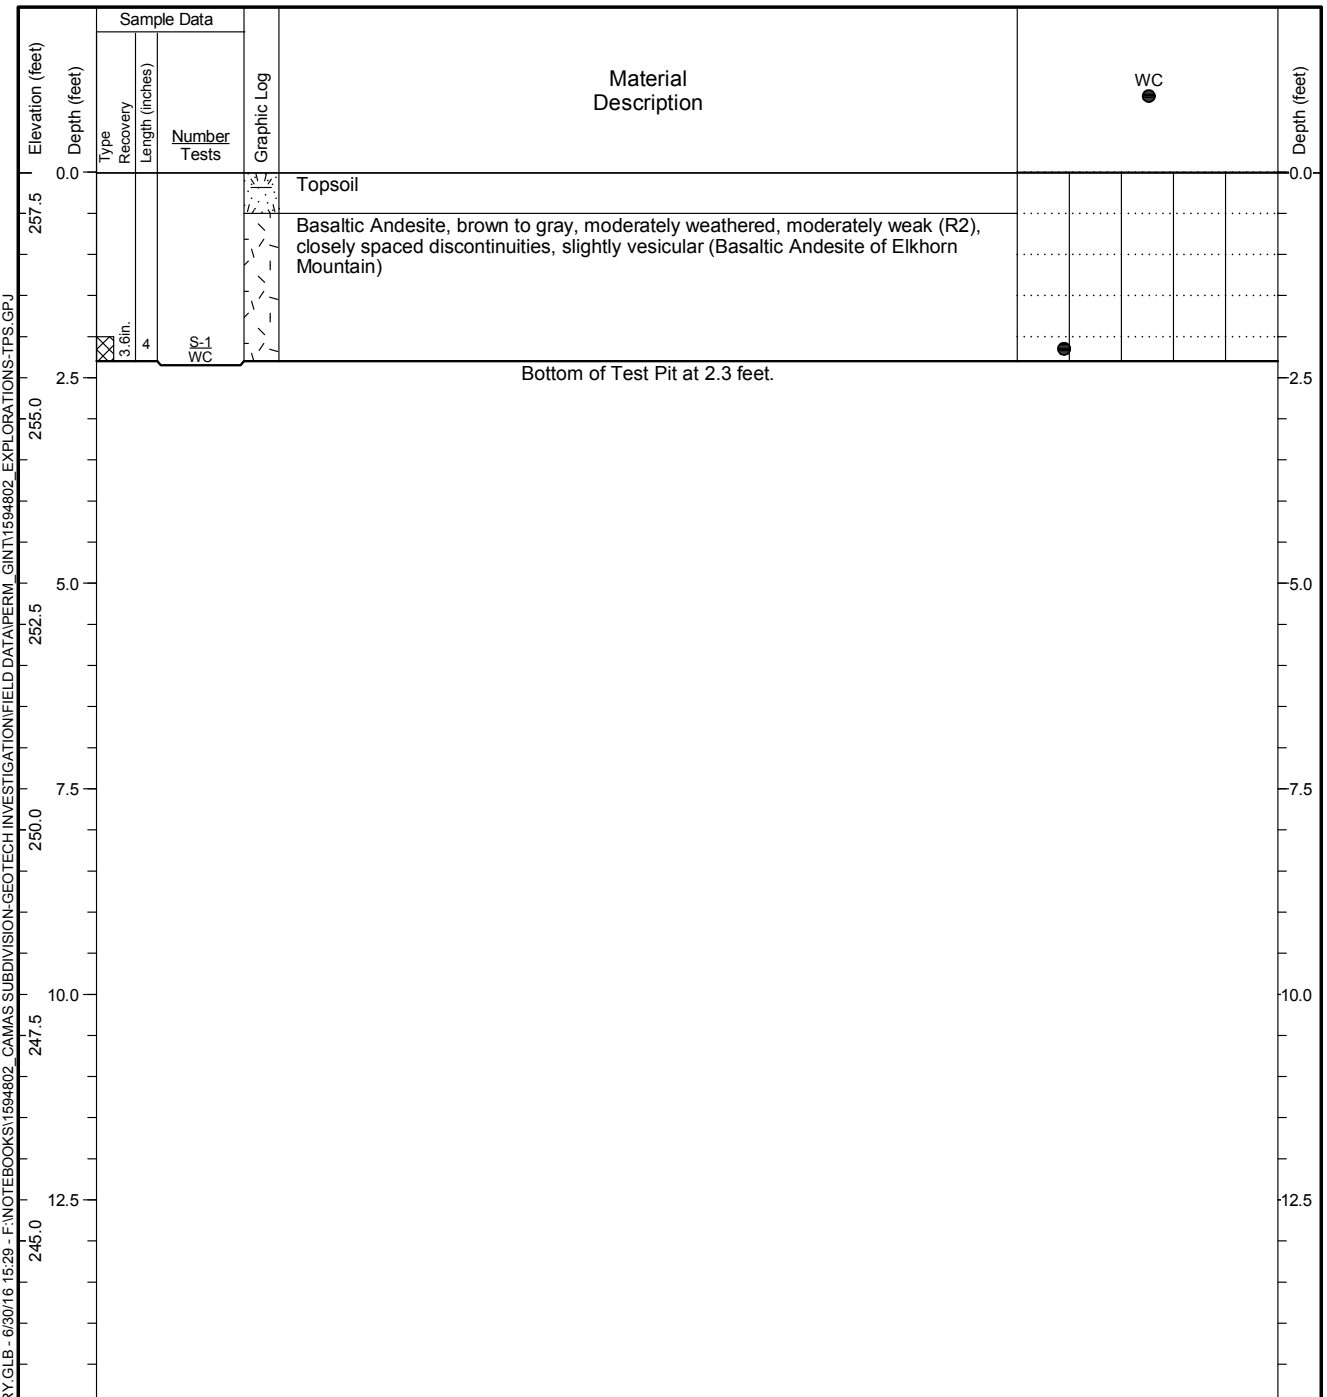 Sample Data
Elevation (feet)
Depth (feet)
Type
Recovery
Length (inches)
Number
Tests
Graphic Log
Material
Description
WC
Depth (feet)
0.0
Topsoil
0.0
257.5
Basaltic Andesite, brown to gray, moderately weathered, moderately weak (R2),
closely spaced discontinuities, slightly vesicular (Basaltic Andesite of Elkhorn
Mountain)
3.6in.
4
S-1
WC
Bottom of Test Pit at 2.3 feet.
2.5
2.5
255.0
5.0
5.0
252.5
7.5
7.5
250.0
10.0
10.0
247.5
12.5
12.5
245.0
RY.GLB - 6/30/16 15:29 - F:\NOTEBOOKS\1594802_CAMAS SUBDIVISION-GEOTECH INVESTIGATION\FIELD DATA\PERM_GINT\1594802_EXPLORATIONS-TPS.GPJ